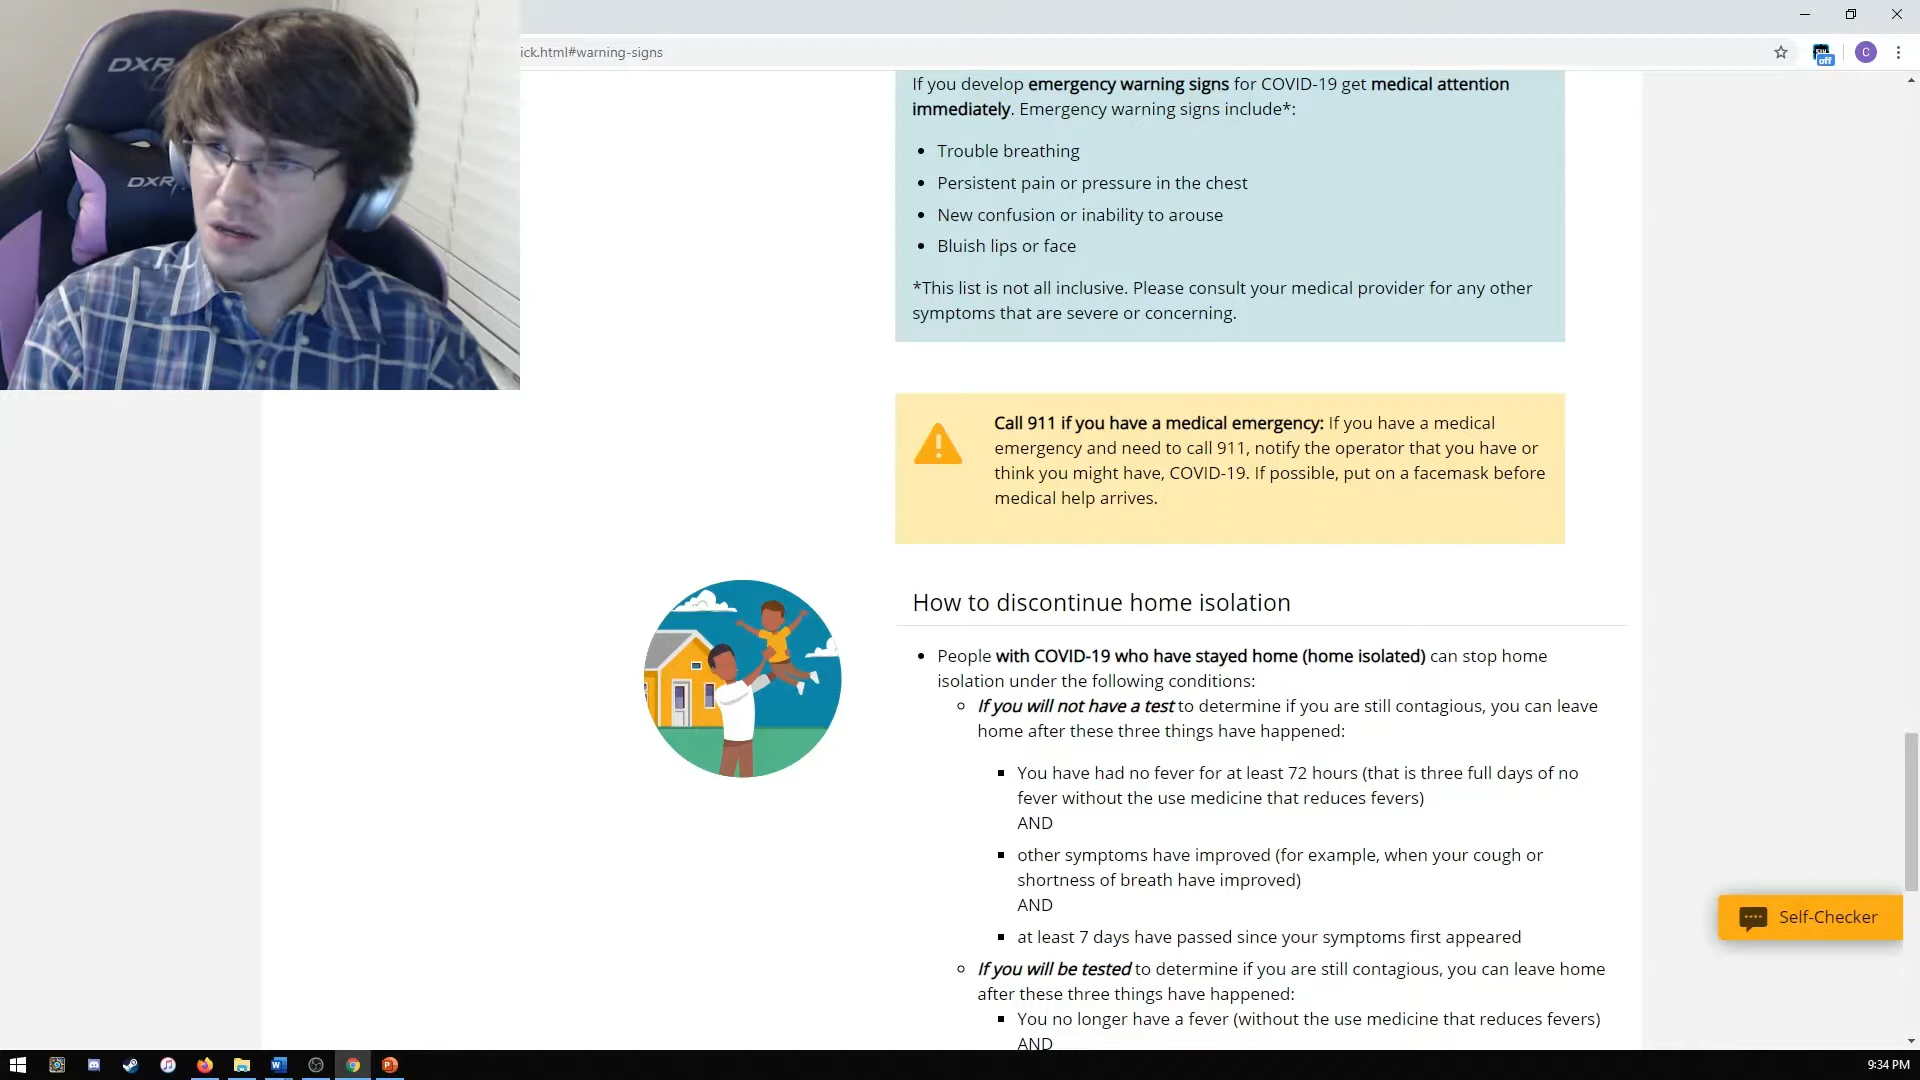 DXR
DXR
ick.html#warning-signs
off
C
If you develop emergency warning signs for COVID-19 get medical attention
immediately. Emergency warning signs include*:
• Trouble breathing
• Persistent pain or pressure in the chest
• New confusion or inability to arouse
• Bluish lips or face
*This list is not all inclusive. Please consult your medical provider for any other
symptoms that are severe or concerning.
Call 911 if you have a medical emergency: If you have a medical
emergency and need to call 911, notify the operator that you have or
think you might have, COVID-19. If possible, put on a facemask before
medical help arrives.
How to discontinue home isolation
• People with COVID-19 who have stayed home (home isolated) can stop home
isolation under the following conditions:
◦ If you will not have a test to determine if you are still contagious, you can leave
home after these three things have happened:
▪ You have had no fever for at least 72 hours (that is three full days of no
fever without the use medicine that reduces fevers)
AND
▪ other symptoms have improved (for example, when your cough or
shortness of breath have improved)
AND
▪ at least 7 days have passed since your symptoms first appeared
◦ If you will be tested to determine if you are still contagious, you can leave home
after these three things have happened:
▪ You no longer have a fever (without the use medicine that reduces fevers)
AND
Self-Checker
9:34 PM